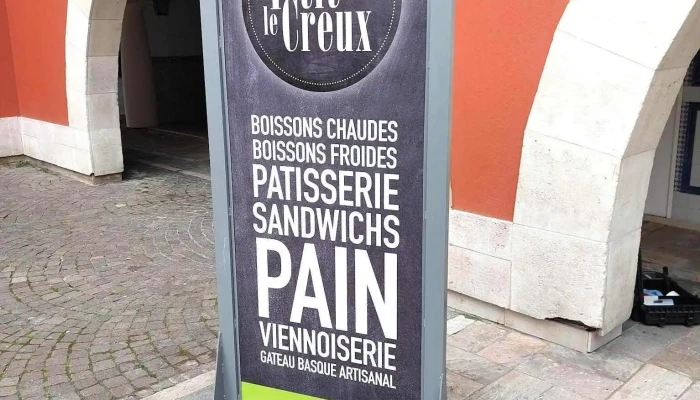 le
Creux
BOISSONS CHAUDES
BOISSONS FROIDES
PATISSERIE
SANDWICHS
PAIN
VIENNOISERIE
GATEAU BASQUE ARTISANAL